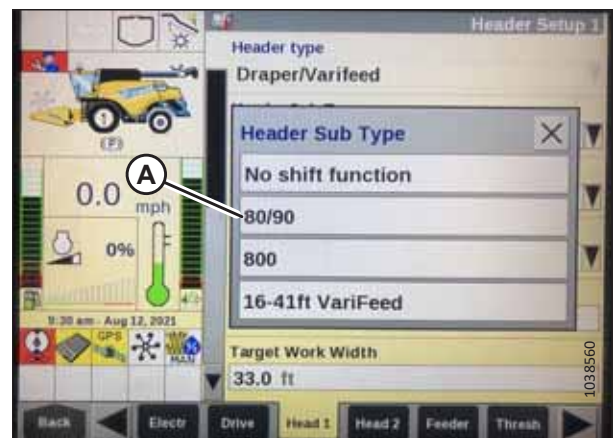 Header Setup 1
Header type
Draper/Varifeed
Header Sub Type
No shift function
80/90
800
16-41ft VariFeed
A
(P)
0.0 mph
0%
9:30 am - Aug 12, 2021
GPS
Target Work Width
33.0 ft
1038560
Back
Electr
Drive
Head 1
Head 2
Feeder
Thresh